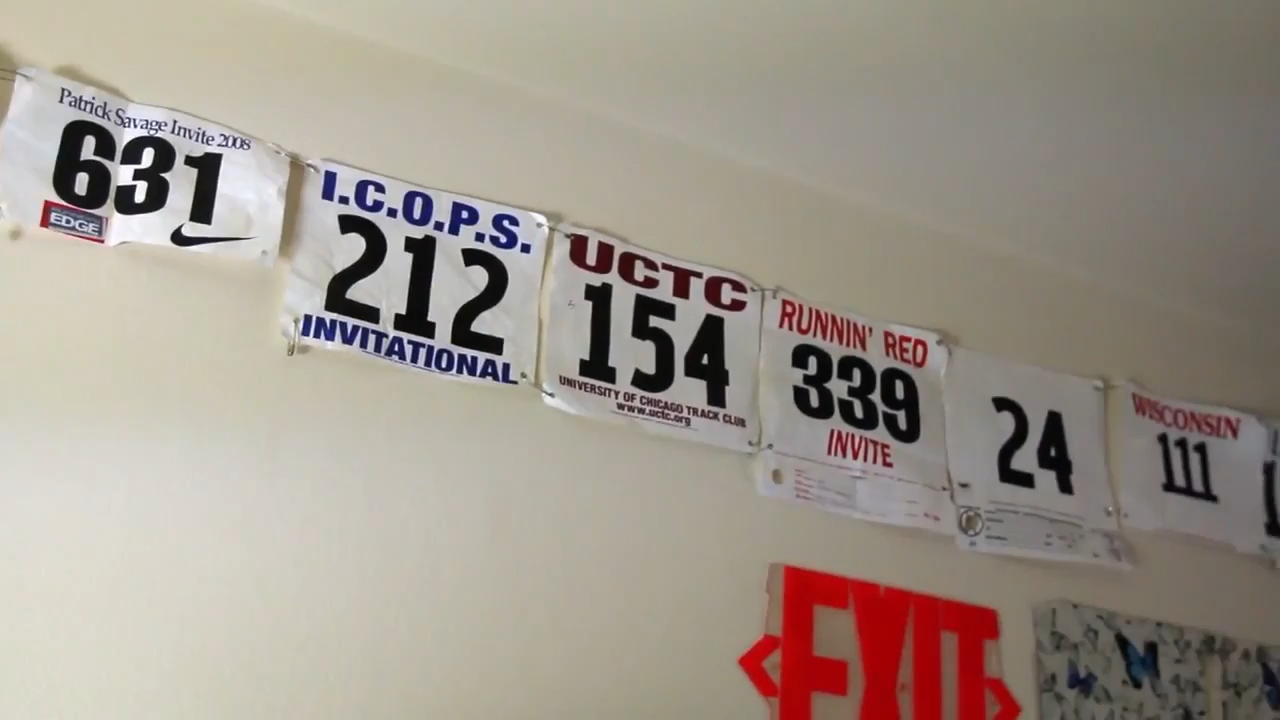 Patrick Savage Invite 2008
631
EDGE
I.C.O.P.S.
212
INVITATIONAL
UCTC
154
UNIVERSITY OF CHICAGO TRACK CLUB
www.uctc.org
RUNNIN' RED
339
INVITE
24
WISCONSIN
111
EXIT